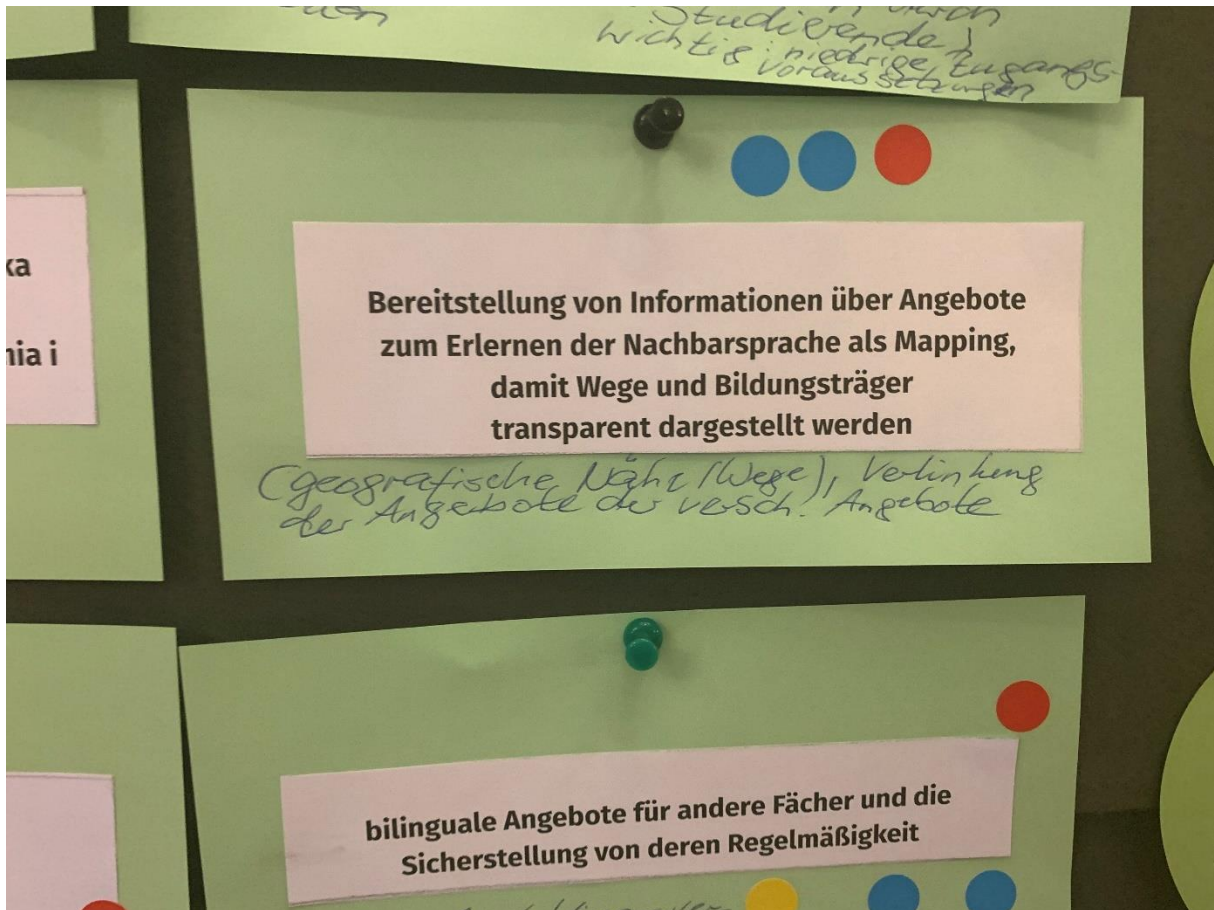 durch
Studierende)
wichtig: niedrige Zugangs-
voraussetzungen
ka
nia i
Bereitstellung von Informationen über Angebote
zum Erlernen der Nachbarsprache als Mapping,
damit Wege und Bildungsträger
transparent dargestellt werden
(geografische Nähe (Wege), Verlinkung
der Angebote der versch. Angebote
bilinguale Angebote für andere Fächer und die
Sicherstellung von deren Regelmäßigkeit